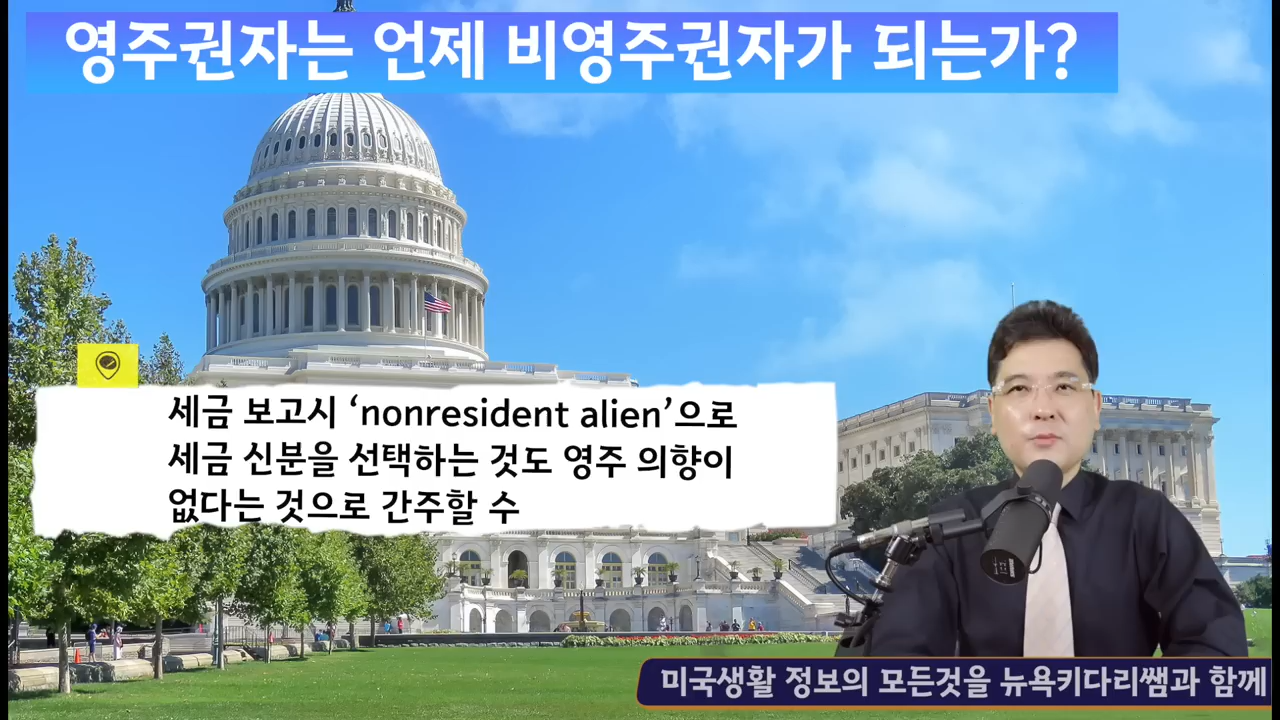 영주권자는 언제 비영주권자가 되는가?
세금 보고시 ‘nonresident alien’으로
세금 신분을 선택하는 것도 영주 의향이
없다는 것으로 간주할 수
미국생활 정보의 모든것을 뉴욕키다리쌤과 함께